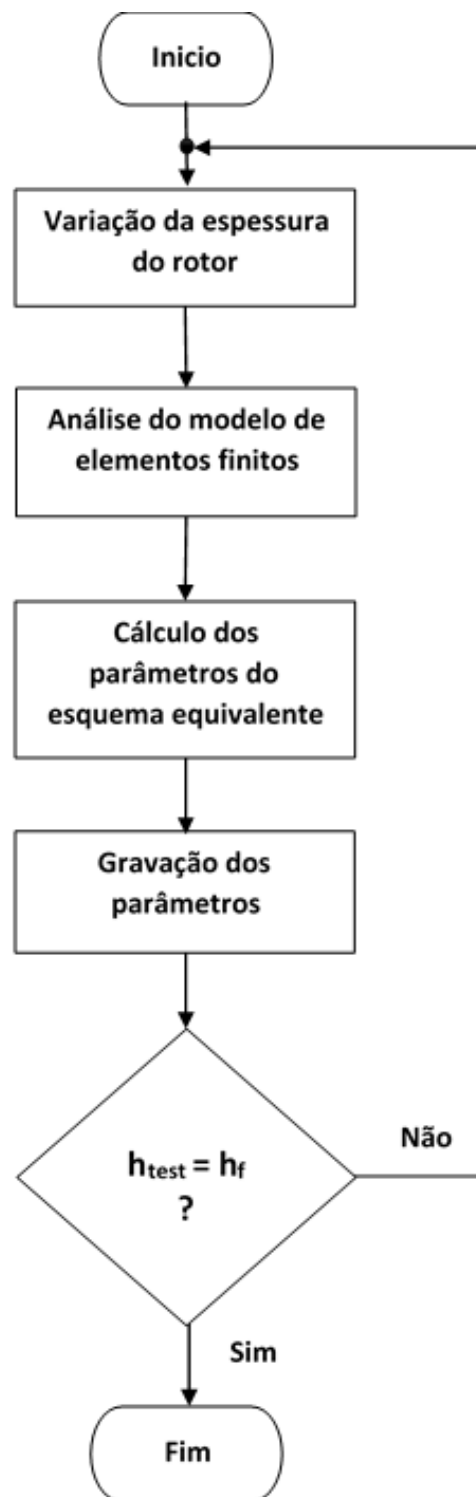 Inicio
Variação da espessura
do rotor
Análise do modelo de
elementos finitos
Cálculo dos
parâmetros do
esquema equivalente
Gravação dos
parâmetros
htest = hf
?
Não
Sim
Fim